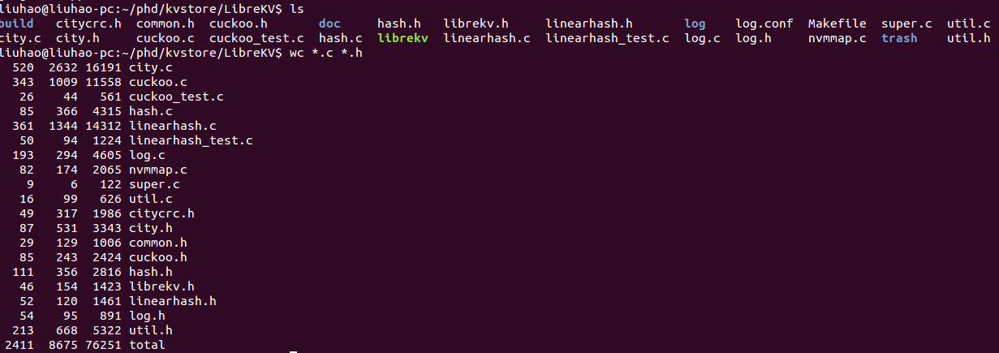 liuhao@liuhao-pc:~/phd/kvstore/LibreKV$ ls
build citycrc.h common.h cuckoo.h doc hash.h librekv.h linearhash.h log log.conf Makefile super.c util.c
city.c city.h cuckoo.c cuckoo_test.c hash.c librekv linearhash.c linearhash_test.c log.c log.h nvmmap.c trash util.h
liuhao@liuhao-pc:~/phd/kvstore/LibreKV$ wc *.c *.h
520 2632 16191 city.c
343 1009 11558 cuckoo.c
26 44 561 cuckoo_test.c
85 366 4315 hash.c
361 1344 14312 linearhash.c
50 94 1224 linearhash_test.c
193 294 4605 log.c
82 174 2065 nvmmap.c
9 6 122 super.c
16 99 626 util.c
49 317 1986 citycrc.h
87 531 3343 city.h
29 129 1006 common.h
85 243 2424 cuckoo.h
111 356 2816 hash.h
46 154 1423 librekv.h
52 120 1461 linearhash.h
54 95 891 log.h
213 668 5322 util.h
2411 8675 76251 total